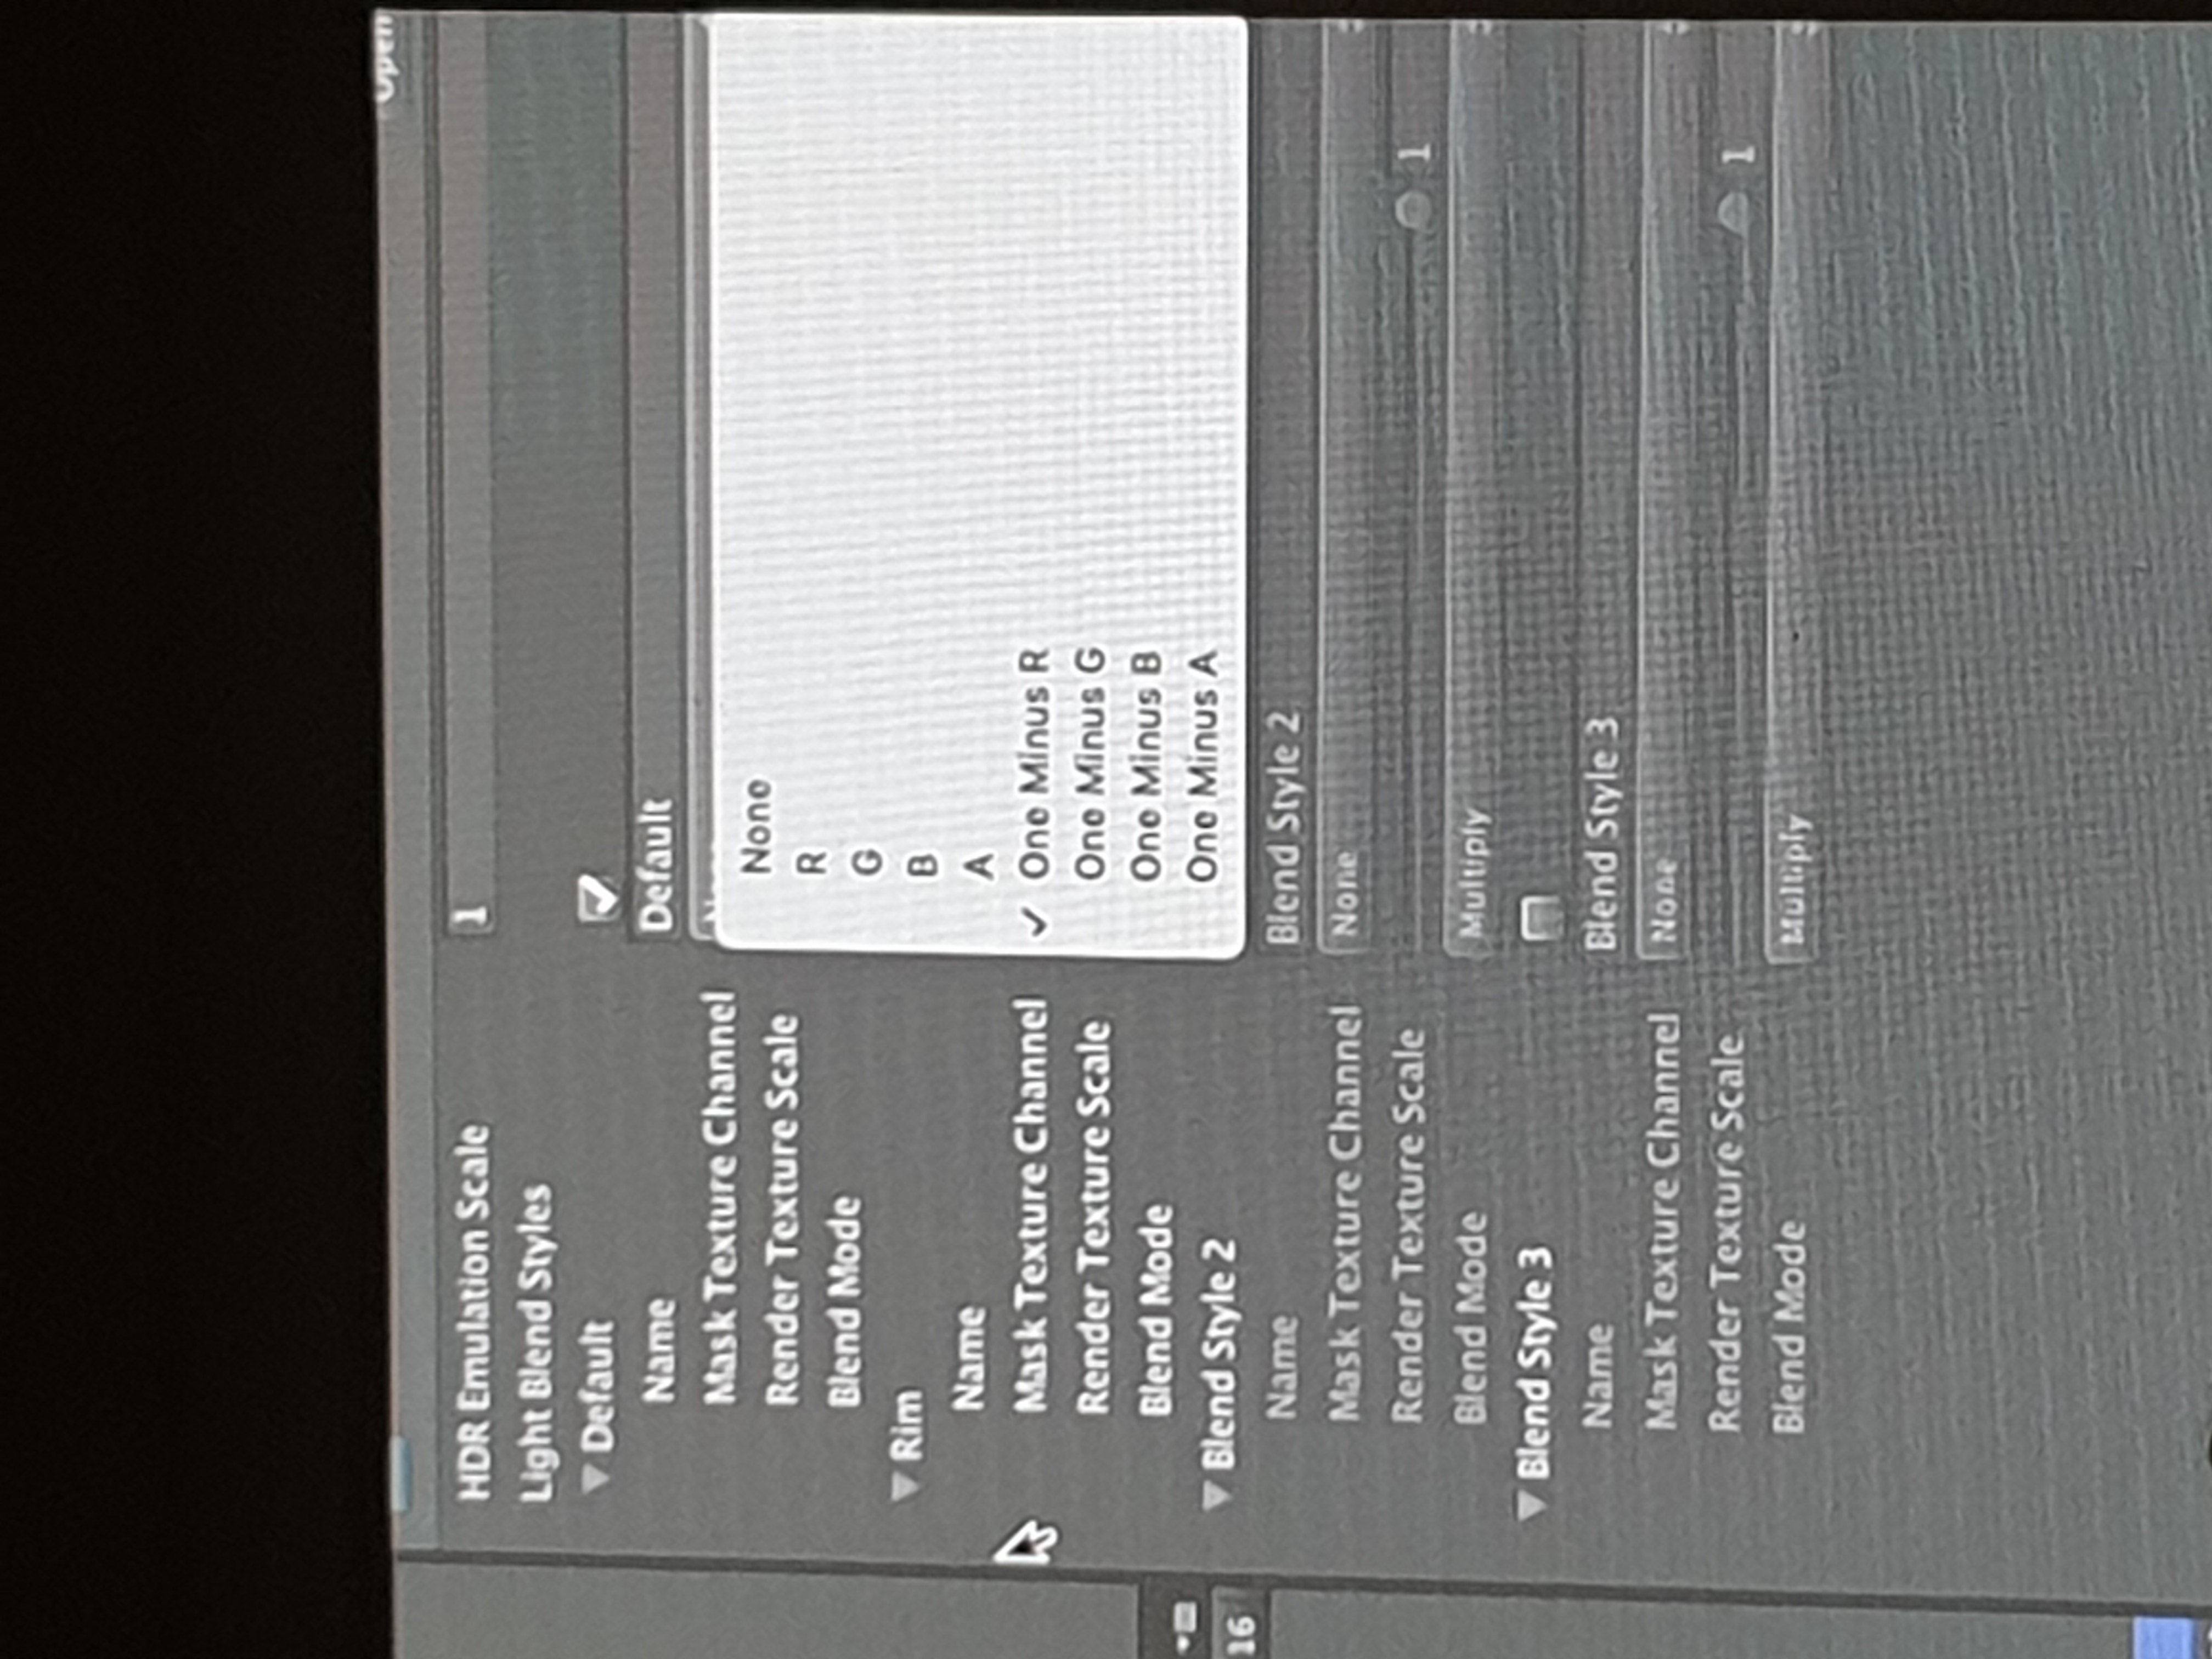 Open
HDR Emulation Scale 1
Light Blend Styles
Default
Name Default
Mask Texture Channel None
None
Render Texture Scale
R
Blend Mode
G
Rim
B
Name
A
Mask Texture Channel ✓ One Minus R
Render Texture Scale One Minus G
Blend Mode One Minus B
Blend Style 2 One Minus A
16
Name Blend Style 2
Mask Texture Channel None
Render Texture Scale 1
Blend Mode Multiply
Blend Style 3
Name Blend Style 3
Mask Texture Channel None
Render Texture Scale 1
Blend Mode Multiply